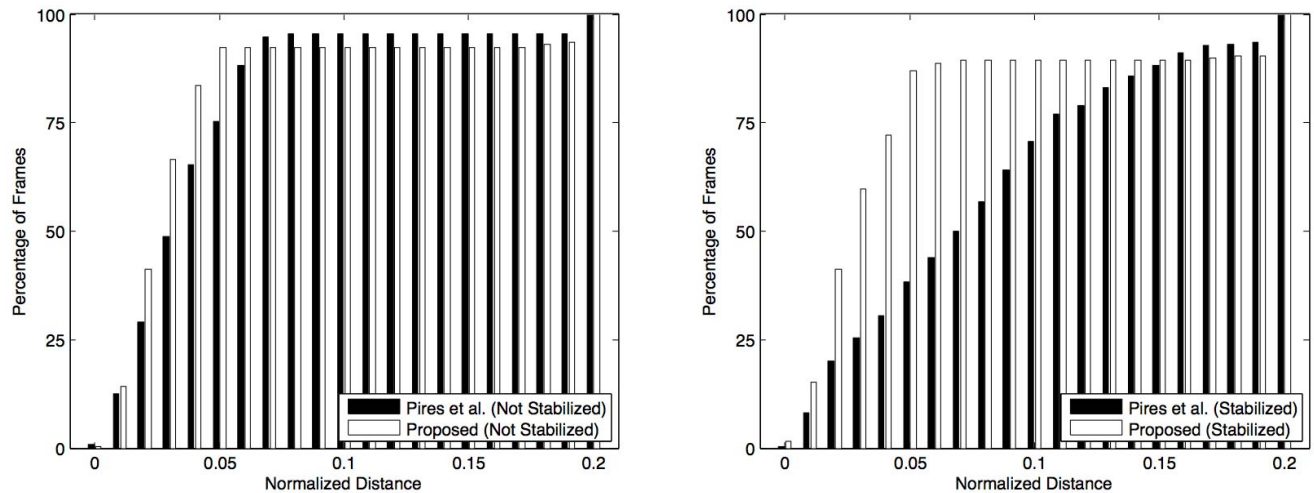 100
75
50
25
0
Percentage of Frames
0 0.05 0.1 0.15 0.2
Normalized Distance
Pires et al. (Not Stabilized)
Proposed (Not Stabilized)
100
75
50
25
0
Percentage of Frames
0 0.05 0.1 0.15 0.2
Normalized Distance
Pires et al. (Stabilized)
Proposed (Stabilized)